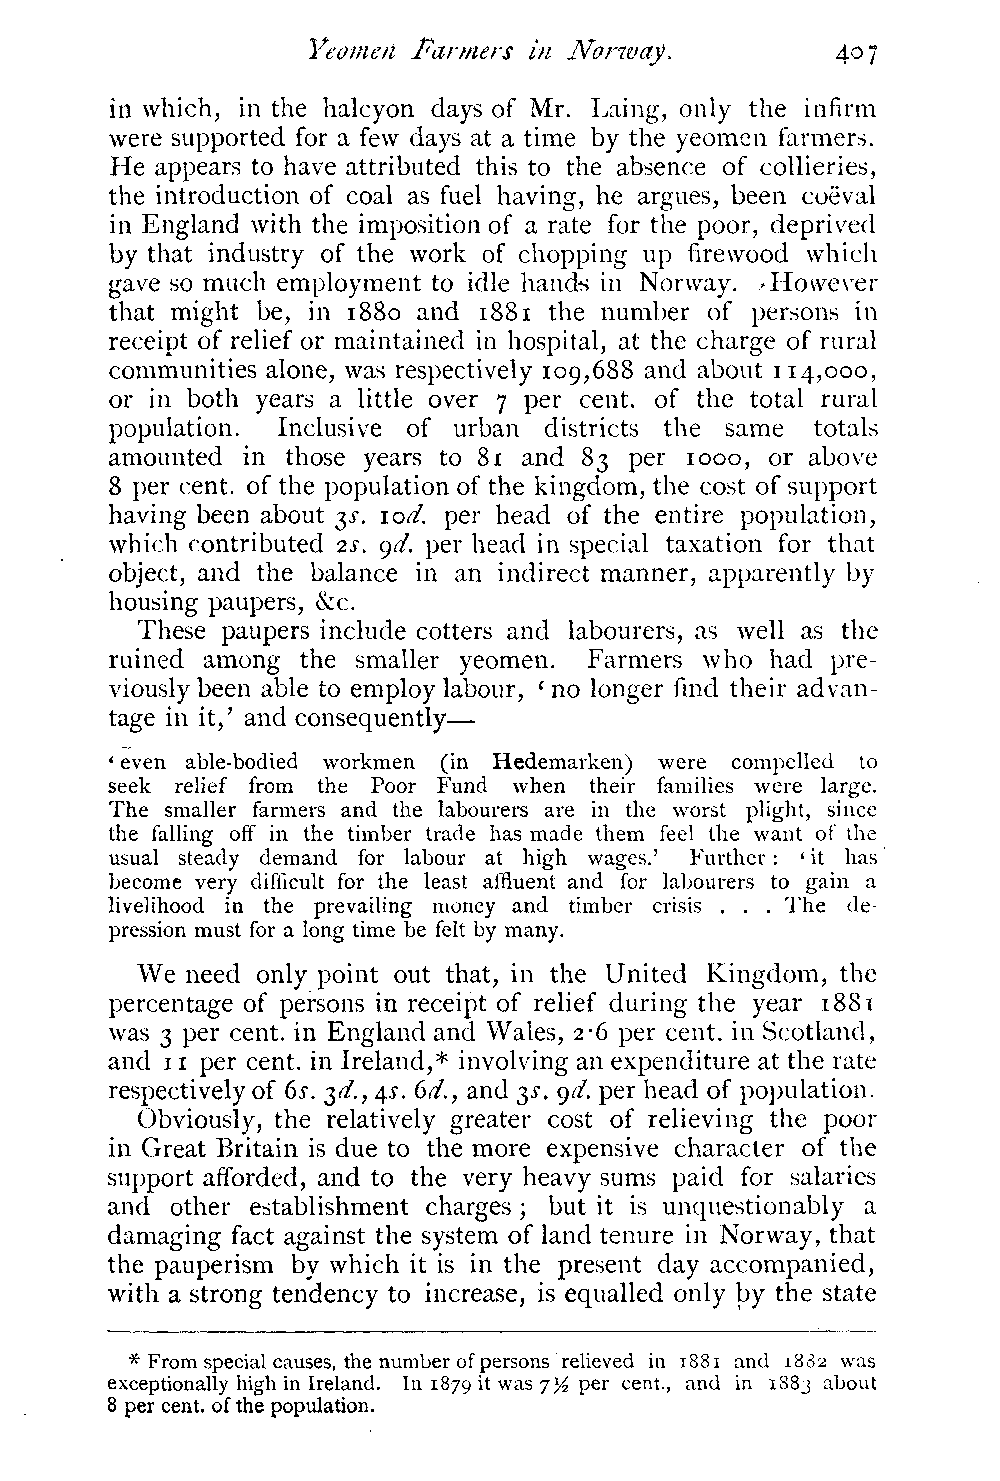 Yeomen Farmers in Norway. 407
in which, in the halcyon days of Mr. Laing, only the infirm
were supported for a few days at a time by the yeomen farmers.
He appears to have attributed this to the absence of collieries,
the introduction of coal as fuel having, he argues, been coëval
in England with the imposition of a rate for the poor, deprived
by that industry of the work of chopping up firewood which
gave so much employment to idle hands in Norway. However
that might be, in 1880 and 1881 the number of persons in
receipt of relief or maintained in hospital, at the charge of rural
communities alone, was respectively 109,688 and about 114,000,
or in both years a little over 7 per cent. of the total rural
population. Inclusive of urban districts the same totals
amounted in those years to 81 and 83 per 1000, or above
8 per cent. of the population of the kingdom, the cost of support
having been about 3s. 10d. per head of the entire population,
which contributed 2s. 9d. per head in special taxation for that
object, and the balance in an indirect manner, apparently by
housing paupers, &c.
These paupers include cotters and labourers, as well as the
ruined among the smaller yeomen. Farmers who had pre-
viously been able to employ labour, ‘ no longer find their advan-
tage in it,’ and consequently—
‘ even able-bodied workmen (in Hedemarken) were compelled to
seek relief from the Poor Fund when their families were large.
The smaller farmers and the labourers are in the worst plight, since
the falling off in the timber trade has made them feel the want of the
usual steady demand for labour at high wages.’ Further : ‘ it has
become very difficult for the least affluent and for labourers to gain a
livelihood in the prevailing money and timber crisis . . . The de-
pression must for a long time be felt by many.
We need only point out that, in the United Kingdom, the
percentage of persons in receipt of relief during the year 1881
was 3 per cent. in England and Wales, 2·6 per cent. in Scotland,
and 11 per cent. in Ireland,* involving an expenditure at the rate
respectively of 6s. 3d., 4s. 6d., and 3s. 9d. per head of population.
Obviously, the relatively greater cost of relieving the poor
in Great Britain is due to the more expensive character of the
support afforded, and to the very heavy sums paid for salaries
and other establishment charges ; but it is unquestionably a
damaging fact against the system of land tenure in Norway, that
the pauperism by which it is in the present day accompanied,
with a strong tendency to increase, is equalled only by the state
* From special causes, the number of persons relieved in 1881 and 1882 was
exceptionally high in Ireland. In 1879 it was 7½ per cent., and in 1883 about
8 per cent. of the population.